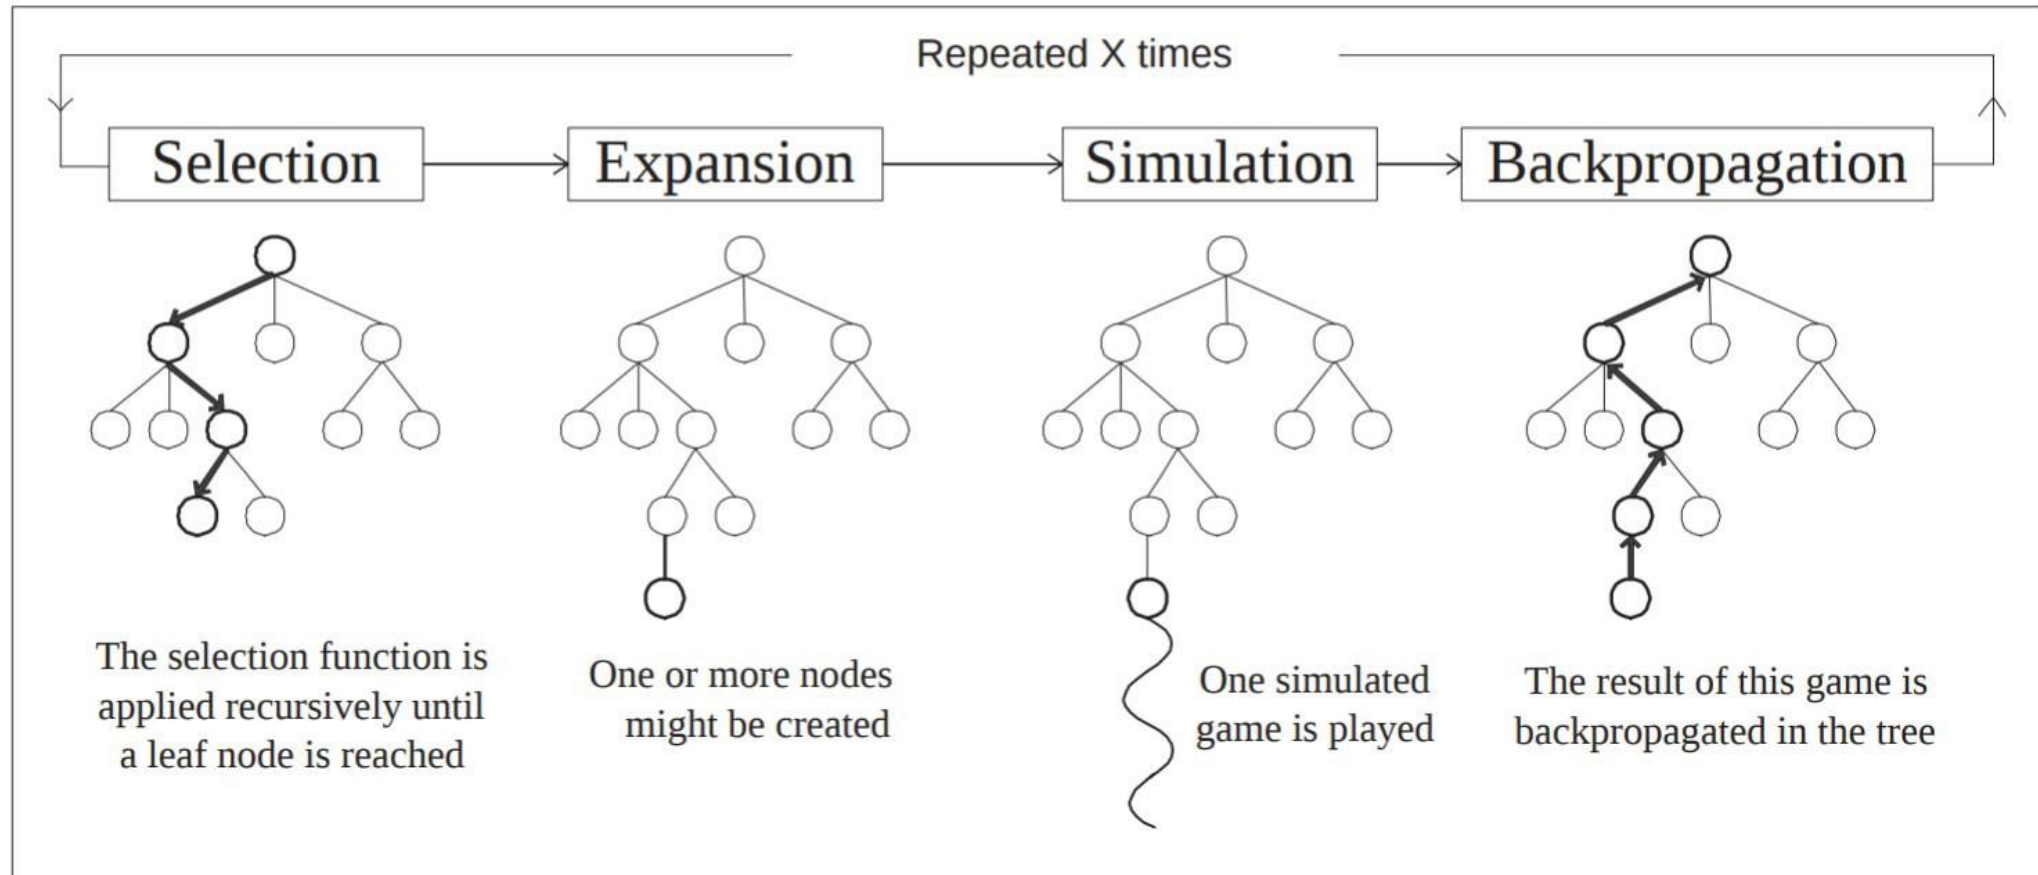 Repeated X times
Selection
Expansion
Simulation
Backpropagation
The selection function is
applied recursively until
a leaf node is reached
One or more nodes
might be created
One simulated
game is played
The result of this game is
backpropagated in the tree